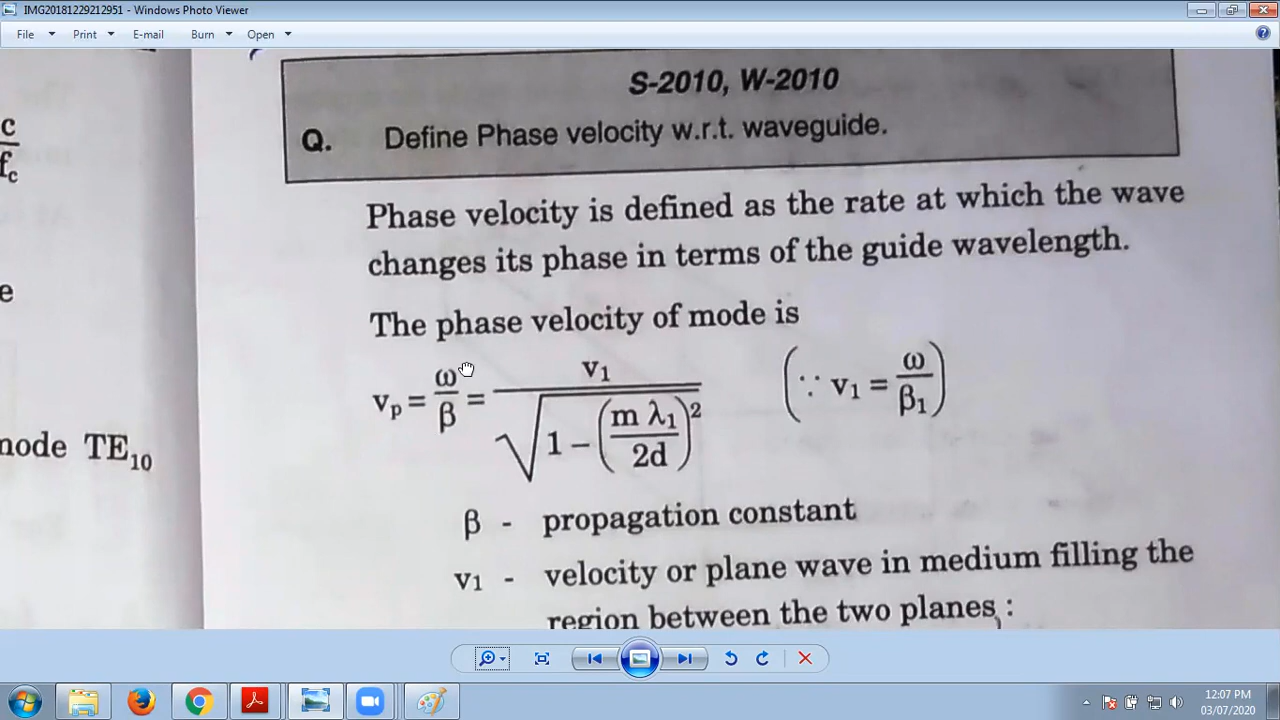 IMG20181229212951 - Windows Photo Viewer
File Print E-mail Burn Open
c
f_c
e
mode TE₁₀
S-2010, W-2010
Q. Define Phase velocity w.r.t. waveguide.
Phase velocity is defined as the rate at which the wave
changes its phase in terms of the guide wavelength.
The phase velocity of mode is
v_p = ω/β = v₁/√(1 − (m λ₁/2d)²) (∵ v₁ = ω/β₁)
β - propagation constant
v₁ - velocity or plane wave in medium filling the
region between the two planes :
12:07 PM
03/07/2020